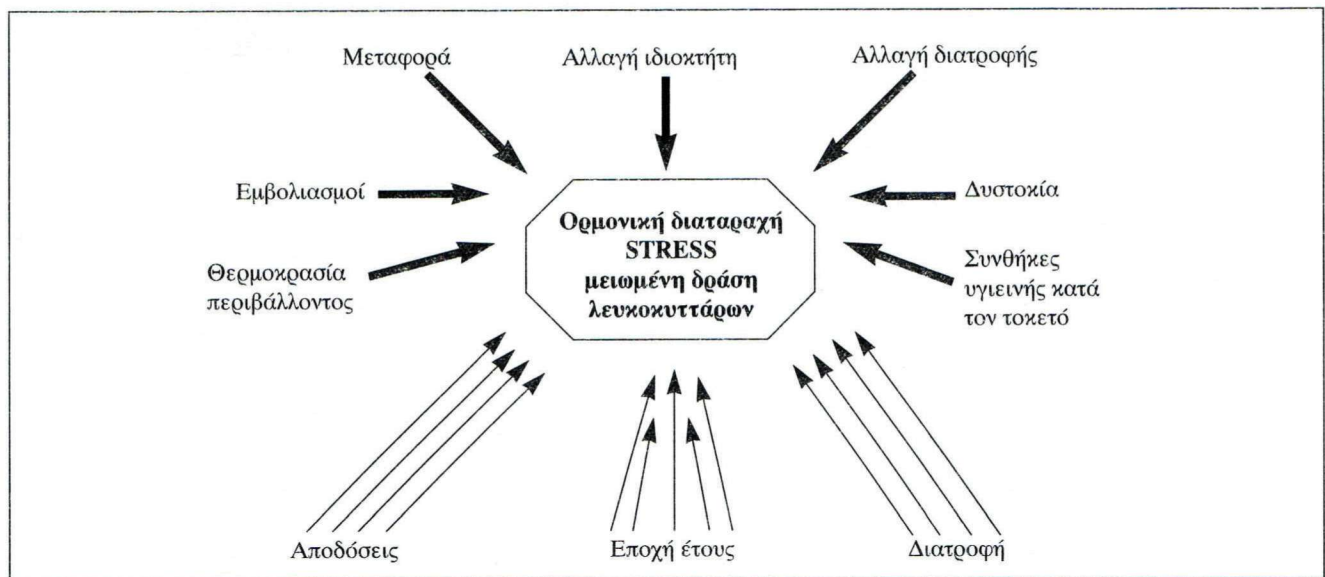 Μεταφορά
Αλλαγή ιδιοκτήτη
Αλλαγή διατροφής
Εμβολιασμοί
Δυστοκία
Ορμονική διαταραχή
STRESS
μειωμένη δράση
λευκοκυττάρων
Θερμοκρασία
περιβάλλοντος
Συνθήκες
υγιεινής κατά
τον τοκετό
Αποδόσεις
Εποχή έτους
Διατροφή